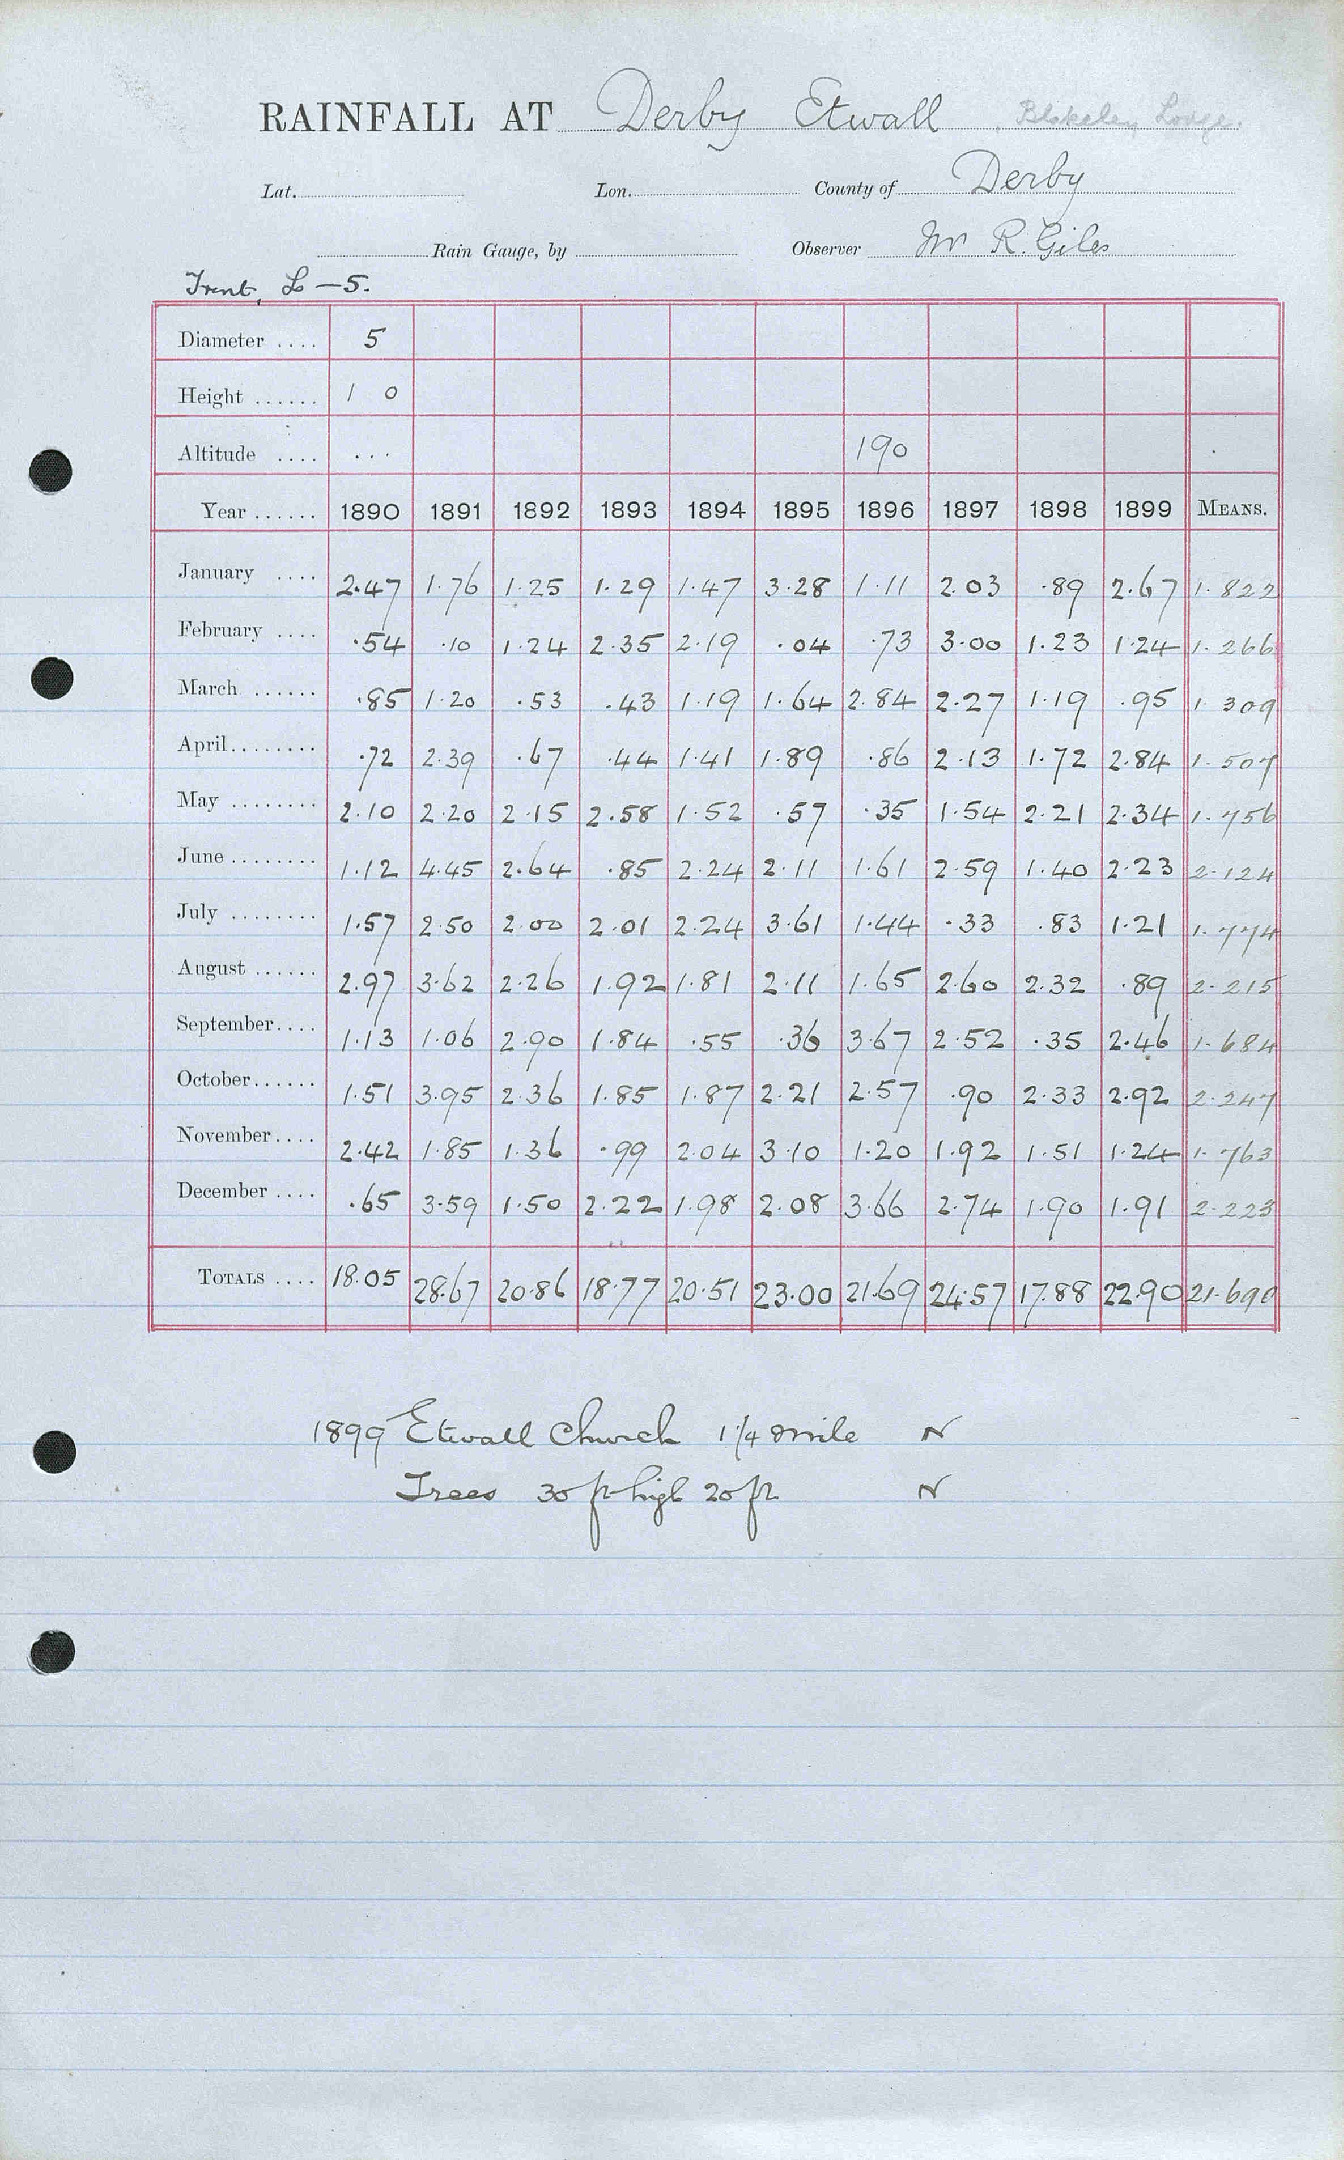 RAINFALL AT Derby Etwall Blakeley Lodge.
Lat. Lon. County of Derby
Rain Gauge, by Observer Mr R. Giles
Trent, L — 5.
Diameter .... 5
Height ...... 1 0
Altitude .... ... 190
Year ...... 1890 1891 1892 1893 1894 1895 1896 1897 1898 1899 MEANS.
January .... 2.47 1.76 1.25 1.29 1.47 3.28 1.11 2.03 .89 2.67 1.822
February .... .54 .10 1.24 2.35 2.19 .04 .73 3.00 1.23 1.24 1.266
March ...... .85 1.20 .53 .43 1.19 1.64 2.84 2.27 1.19 .95 1.309
April........ .72 2.39 .67 .44 1.41 1.89 .86 2.13 1.72 2.84 1.507
May ........ 2.10 2.20 2.15 2.58 1.52 .57 .35 1.54 2.21 2.34 1.756
June ........ 1.12 4.45 2.64 .85 2.24 2.11 1.61 2.59 1.40 2.23 2.124
July ........ 1.57 2.50 2.00 2.01 2.24 3.61 1.44 .33 .83 1.21 1.774
August ...... 2.97 3.62 2.26 1.92 1.81 2.11 1.65 2.60 2.32 .89 2.215
September.... 1.13 1.06 2.90 1.84 .55 .36 3.67 2.52 .35 2.46 1.684
October...... 1.51 3.95 2.36 1.85 1.87 2.21 2.57 .90 2.33 2.92 2.247
November.... 2.42 1.85 1.36 .99 2.04 3.10 1.20 1.92 1.51 1.24 1.763
December .... .65 3.59 1.50 2.22 1.98 2.08 3.66 2.74 1.90 1.91 2.223
TOTALS .... 18.05 28.67 20.86 18.77 20.51 23.00 21.69 24.57 17.88 22.90 21.690
1899 Etwall Church 1 1/4 mile N
Trees 30 ft high 20 ft N